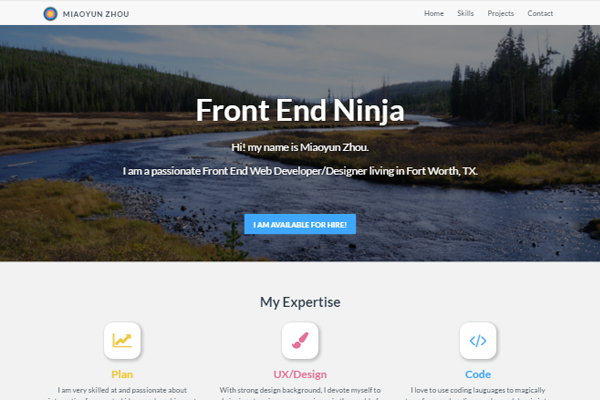 MIAOYUN ZHOU
Home Skills Projects Contact
Front End Ninja
Hi! my name is Miaoyun Zhou.
I am a passionate Front End Web Developer/Designer living in Fort Worth, TX.
I AM AVAILABLE FOR HIRE!
My Expertise
Plan
I am very skilled at and passionate about
UX/Design
With strong design background, I devote myself to
Code
I love to use coding lauguages to magically